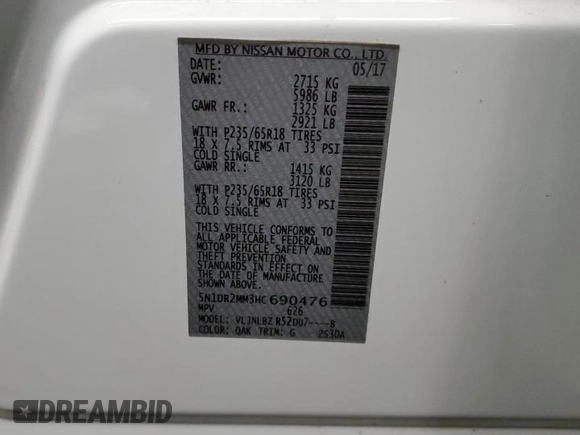 MFD BY NISSAN MOTOR CO., LTD.
DATE: 05/17
GVWR: 2715 KG
5986 LB
GAWR FR.: 1325 KG
2921 LB
WITH P235/65R18 TIRES
18 X 7.5 RIMS AT 33 PSI
COLD SINGLE
GAWR RR.: 1415 KG
3120 LB
WITH P235/65R18 TIRES
18 X 7.5 RIMS AT 33 PSI
COLD SINGLE
THIS VEHICLE CONFORMS TO
ALL APPLICABLE FEDERAL
MOTOR VEHICLE SAFETY AND
THEFT PREVENTION
STANDARDS IN EFFECT ON
THE DATE OF MANUFACTURE
SHOWN ABOVE.
5N1DR2MM3HC690476
MPV 626
MODEL: VLJNLBZ R52DU7----B
COLOR: QAK TRIM: G 2S30A
DREAMBID